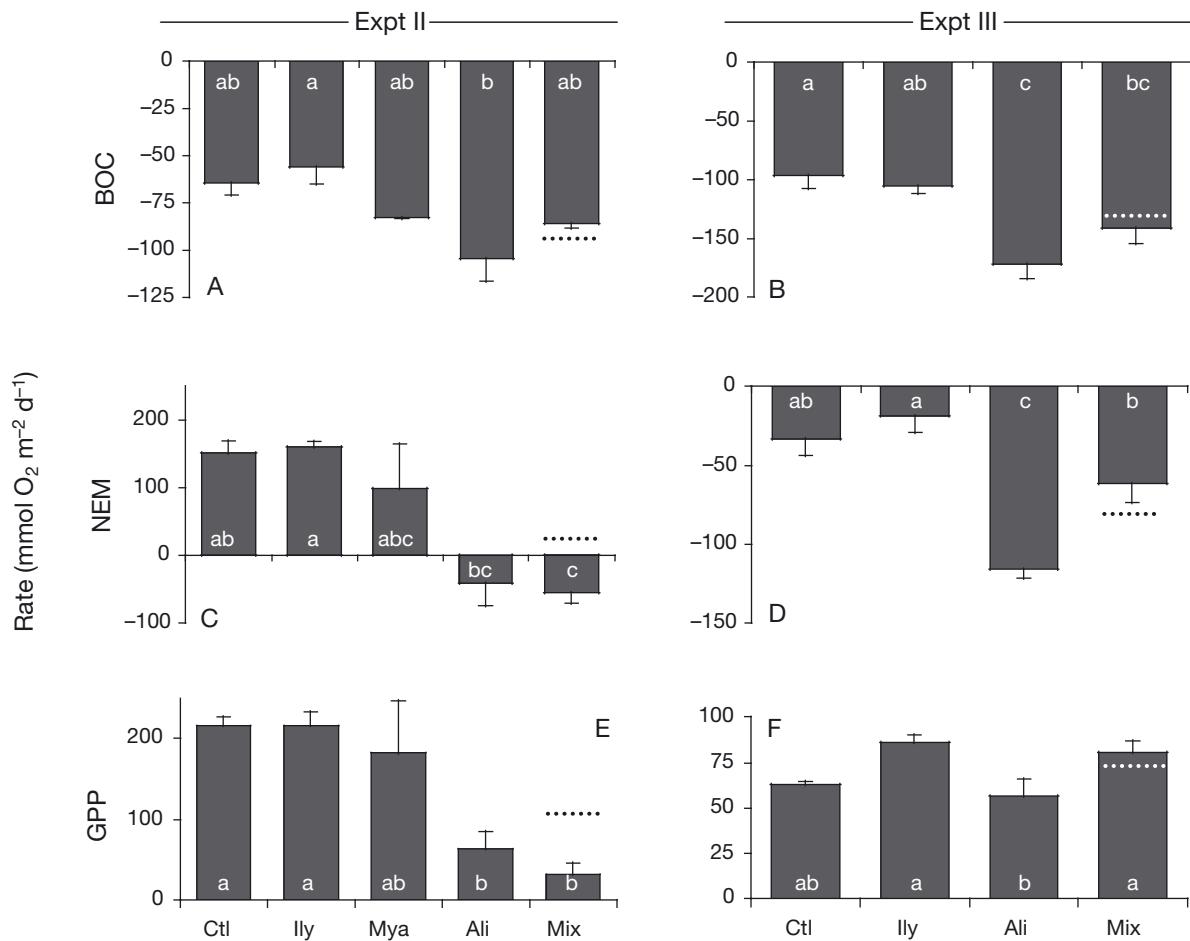 Expt II
Expt III
Rate (mmol O₂ m⁻² d⁻¹)
BOC
0
−25
−50
−75
−100
−125
ab
a
ab
b
ab
A
0
−50
−100
−150
−200
a
ab
c
bc
B
NEM
200
100
0
−100
ab
a
abc
bc
c
C
0
−50
−100
−150
ab
a
c
b
D
GPP
200
100
0
a
a
ab
b
b
E
Ctl Ily Mya Ali Mix
100
75
50
25
0
ab
a
b
a
F
Ctl Ily Ali Mix